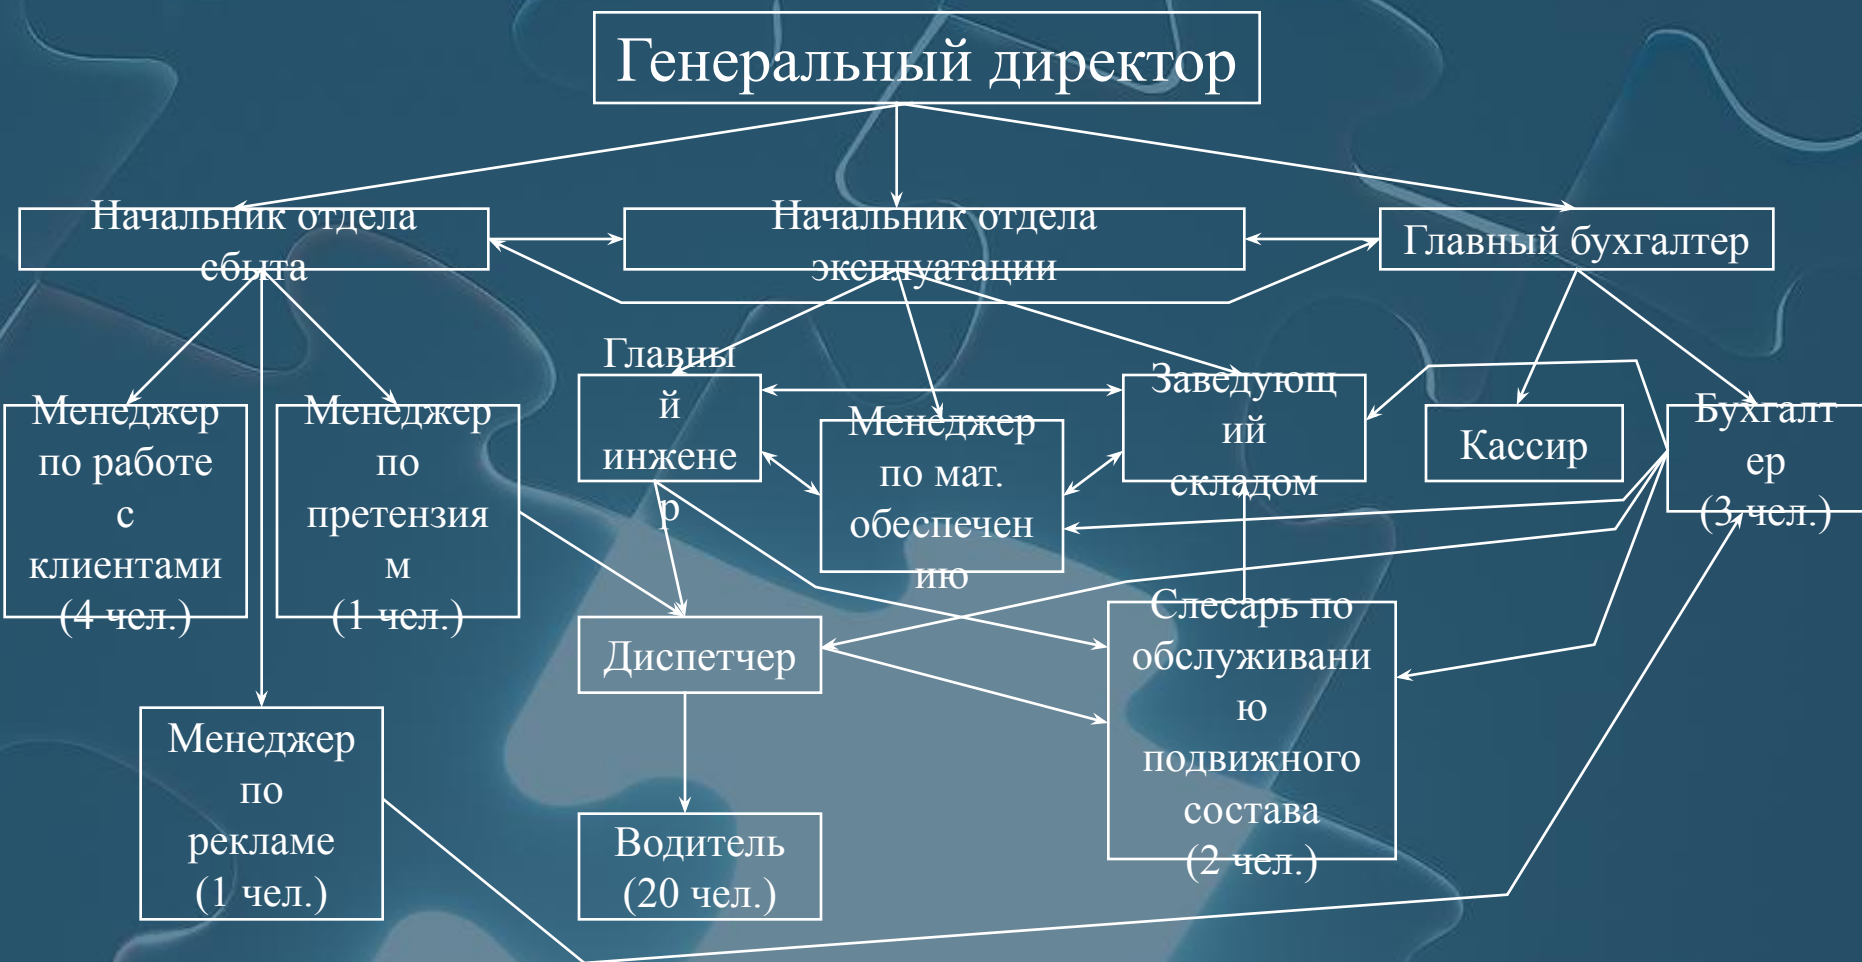 Генеральный директор
Начальник отдела
сбыта
Начальник отдела
эксплуатации
Главный бухгалтер
Менеджер
по работе
с
клиентами
(4 чел.)
Менеджер
по
претензия
м
(1 чел.)
Главны
й
инжене
р
Менеджер
по мат.
обеспечен
ию
Заведующ
ий
складом
Кассир
Бухгалт
ер
(3 чел.)
Диспетчер
Слесарь по
обслуживани
ю
подвижного
состава
(2 чел.)
Менеджер
по
рекламе
(1 чел.)
Водитель
(20 чел.)